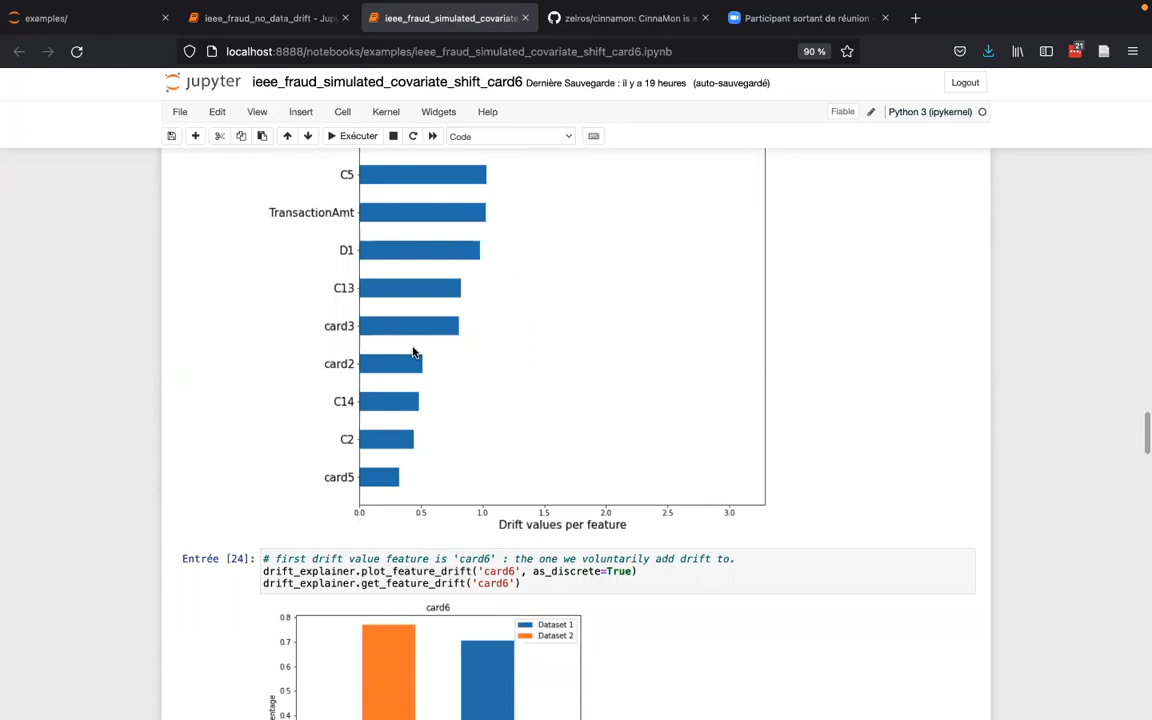 examples/
ieee_fraud_no_data_drift - Jup
ieee_fraud_simulated_covariate
zelros/cinnamon: CinnaMon is a
Participant sortant de réunion -
localhost:8888/notebooks/examples/ieee_fraud_simulated_covariate_shift_card6.ipynb
90 %
21
jupyter
ieee_fraud_simulated_covariate_shift_card6 Dernière Sauvegarde : il y a 19 heures (auto-sauvegardé)
Logout
File Edit View Insert Cell Kernel Widgets Help
Fiable
Python 3 (ipykernel)
Exécuter
Code
C5
TransactionAmt
D1
C13
card3
card2
C14
C2
card5
0.0 0.5 1.0 1.5 2.0 2.5 3.0
Drift values per feature
Entrée [24]: # first drift value feature is 'card6' : the one we voluntarily add drift to.
drift_explainer.plot_feature_drift('card6', as_discrete=True)
drift_explainer.get_feature_drift('card6')
card6
0.8
Dataset 1
Dataset 2
0.7
0.6
0.5
0.4